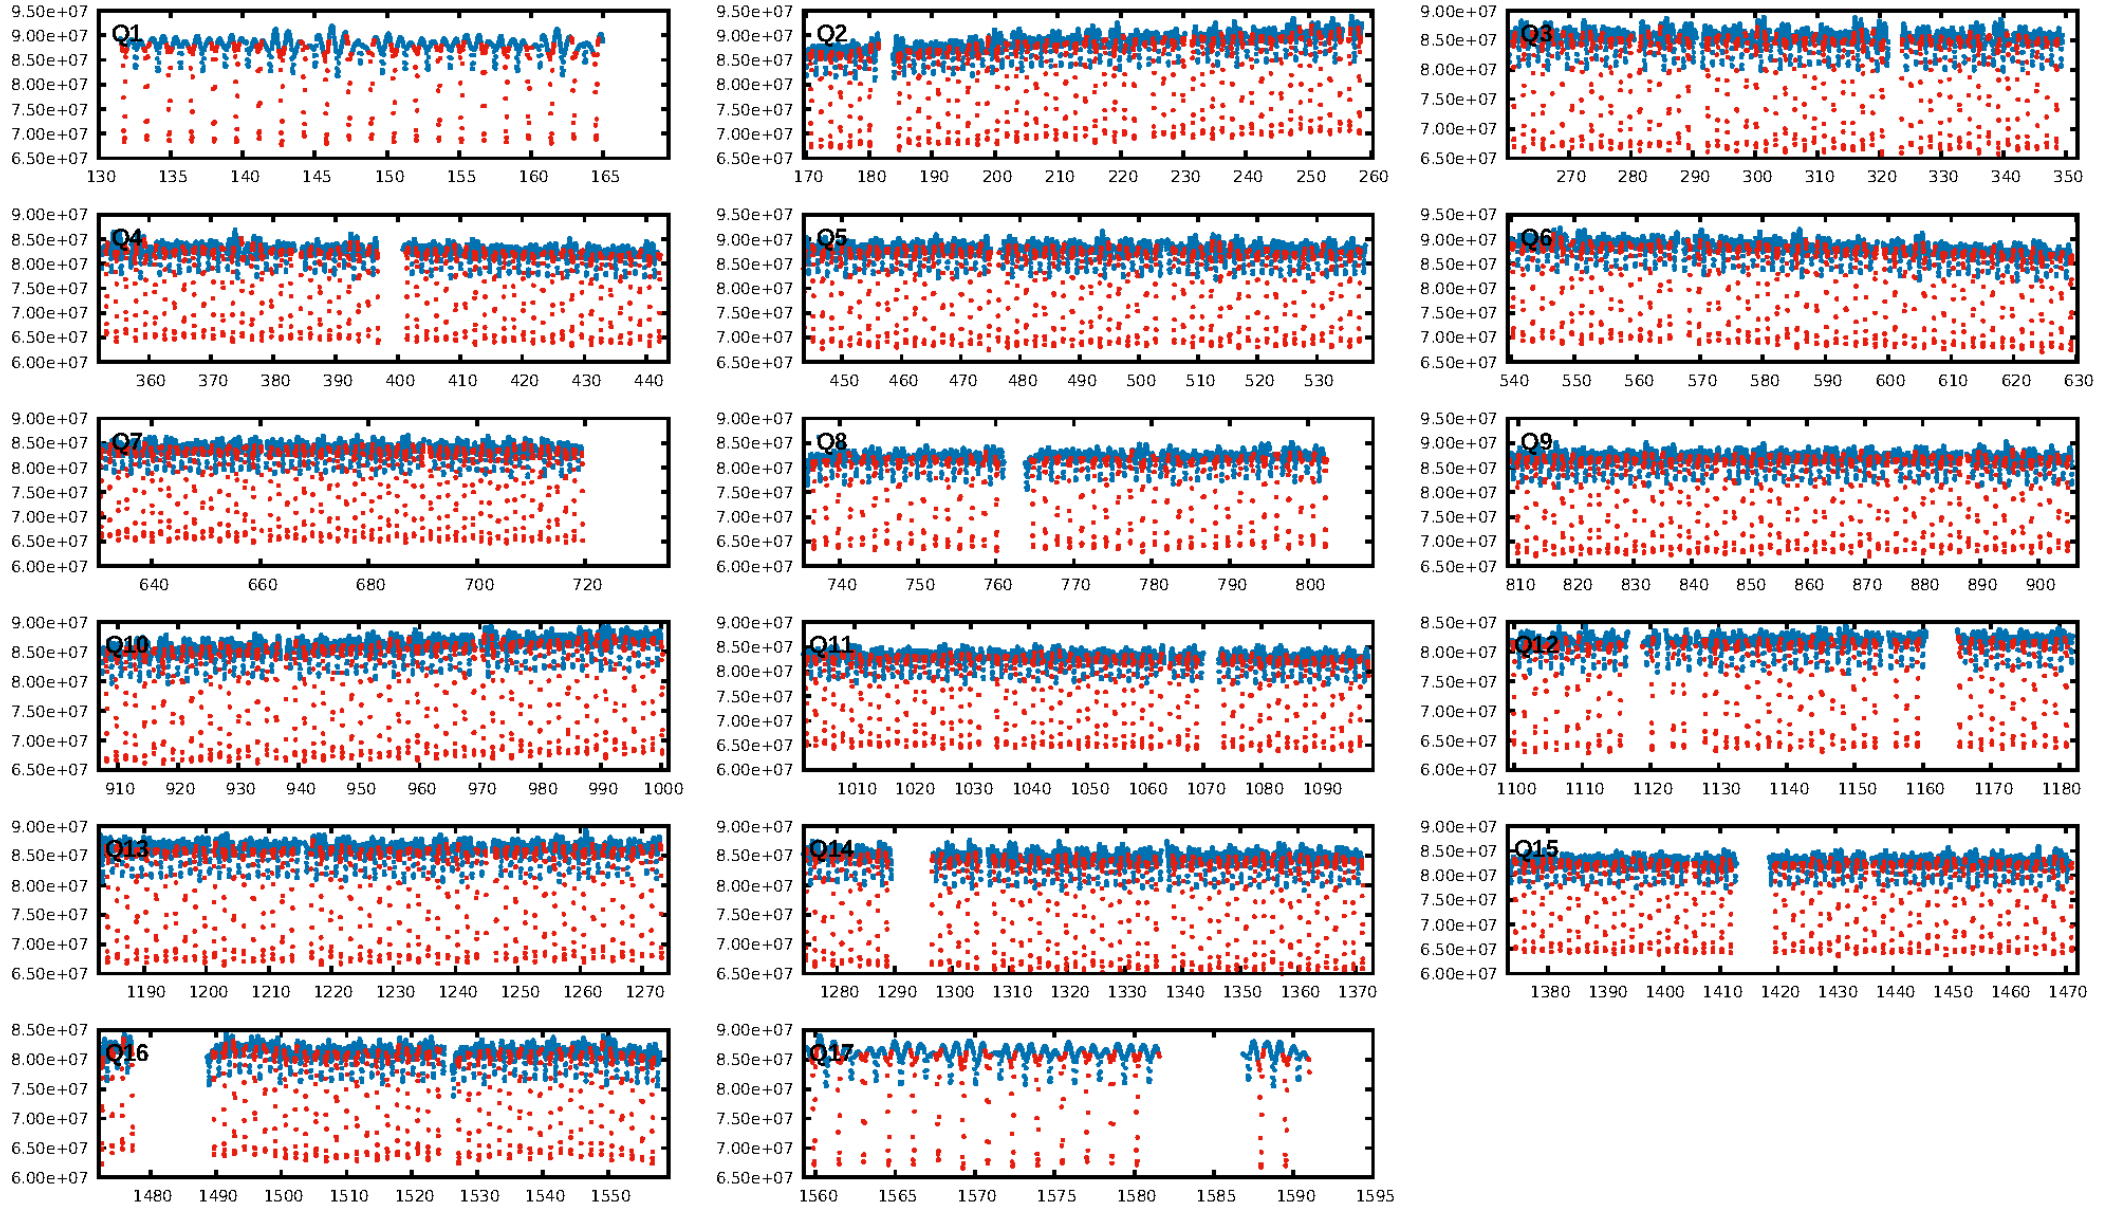 9.50e+07 9.00e+07 8.50e+07 8.00e+07 7.50e+07 7.00e+07 6.50e+07
Q1
130 135 140 145 150 155 160 165
9.50e+07 9.00e+07 8.50e+07 8.00e+07 7.50e+07 7.00e+07 6.50e+07
Q2
170 180 190 200 210 220 230 240 250 260
9.00e+07 8.50e+07 8.00e+07 7.50e+07 7.00e+07 6.50e+07
Q3
270 280 290 300 310 320 330 340 350
9.00e+07 8.50e+07 8.00e+07 7.50e+07 7.00e+07 6.50e+07 6.00e+07
Q4
360 370 380 390 400 410 420 430 440
9.50e+07 9.00e+07 8.50e+07 8.00e+07 7.50e+07 7.00e+07 6.50e+07
Q5
450 460 470 480 490 500 510 520 530
9.50e+07 9.00e+07 8.50e+07 8.00e+07 7.50e+07 7.00e+07 6.50e+07
Q6
540 550 560 570 580 590 600 610 620 630
9.00e+07 8.50e+07 8.00e+07 7.50e+07 7.00e+07 6.50e+07 6.00e+07
Q7
640 660 680 700 720
9.00e+07 8.50e+07 8.00e+07 7.50e+07 7.00e+07 6.50e+07 6.00e+07
Q8
740 750 760 770 780 790 800
9.50e+07 9.00e+07 8.50e+07 8.00e+07 7.50e+07 7.00e+07 6.50e+07
Q9
810 820 830 840 850 860 870 880 890 900
9.00e+07 8.50e+07 8.00e+07 7.50e+07 7.00e+07 6.50e+07
Q10
910 920 930 940 950 960 970 980 990 1000
9.00e+07 8.50e+07 8.00e+07 7.50e+07 7.00e+07 6.50e+07 6.00e+07
Q11
1010 1020 1030 1040 1050 1060 1070 1080 1090
8.50e+07 8.00e+07 7.50e+07 7.00e+07 6.50e+07 6.00e+07
Q12
1100 1110 1120 1130 1140 1150 1160 1170 1180
9.00e+07 8.50e+07 8.00e+07 7.50e+07 7.00e+07 6.50e+07
Q13
1190 1200 1210 1220 1230 1240 1250 1260 1270
9.00e+07 8.50e+07 8.00e+07 7.50e+07 7.00e+07 6.50e+07
Q14
1280 1290 1300 1310 1320 1330 1340 1350 1360 1370
9.00e+07 8.50e+07 8.00e+07 7.50e+07 7.00e+07 6.50e+07 6.00e+07
Q15
1380 1390 1400 1410 1420 1430 1440 1450 1460 1470
8.50e+07 8.00e+07 7.50e+07 7.00e+07 6.50e+07 6.00e+07
Q16
1480 1490 1500 1510 1520 1530 1540 1550
9.00e+07 8.50e+07 8.00e+07 7.50e+07 7.00e+07 6.50e+07
Q17
1560 1565 1570 1575 1580 1585 1590 1595